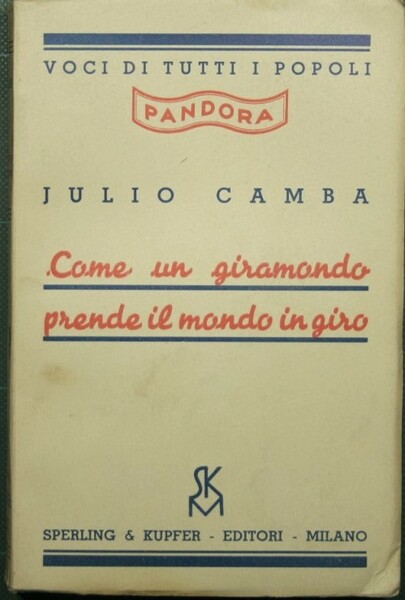 VOCI DI TUTTI I POPOLI
PANDORA
JULIO CAMBA
Come un giramondo
prende il mondo in giro
SKM
SPERLING & KUPFER - EDITORI - MILANO